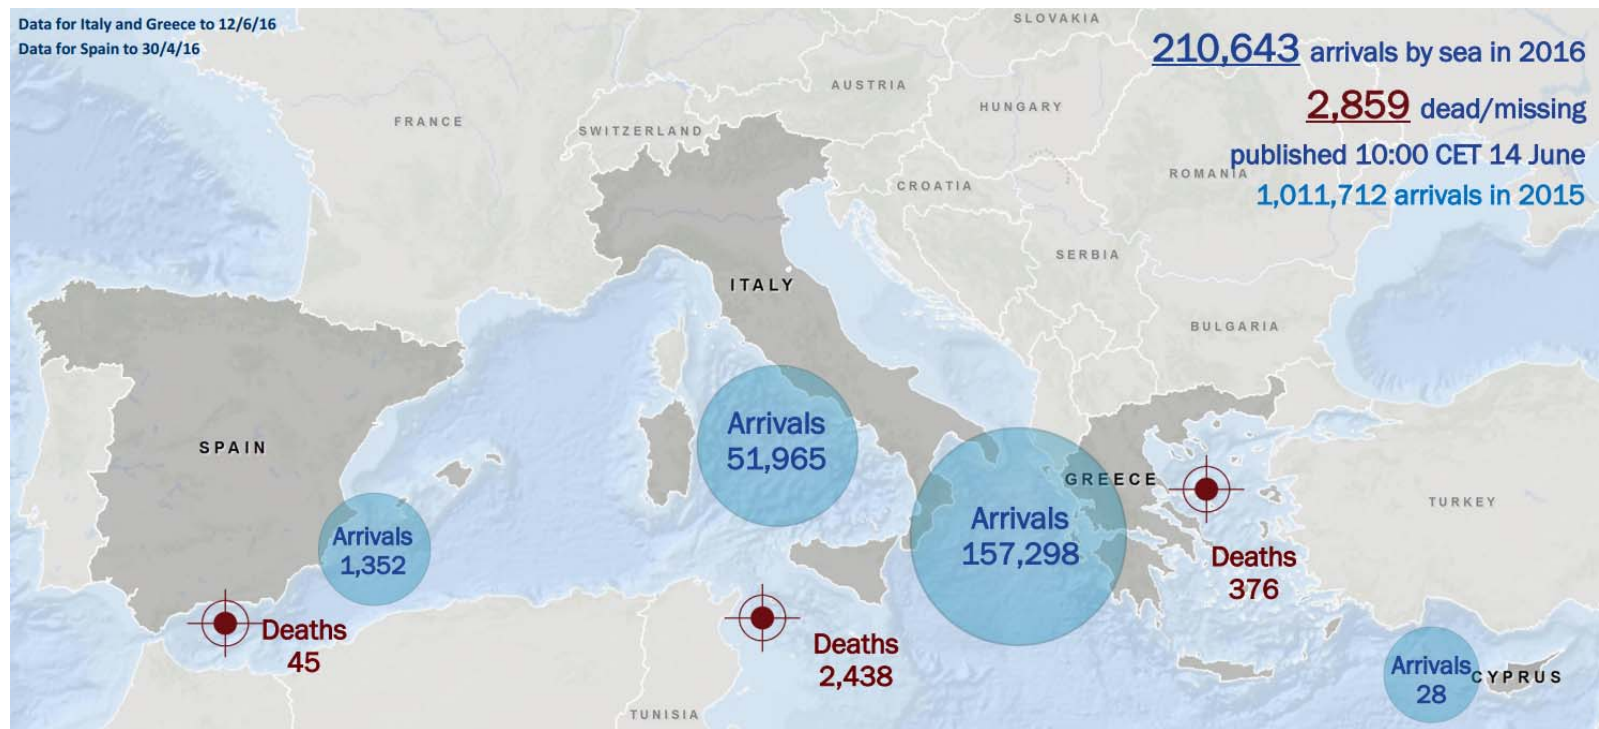 Data for Italy and Greece to 12/6/16
Data for Spain to 30/4/16
SLOVAKIA
210,643 arrivals by sea in 2016
AUSTRIA
HUNGARY
2,859 dead/missing
FRANCE
SWITZERLAND
published 10:00 CET 14 June
ROMANIA
CROATIA
1,011,712 arrivals in 2015
SERBIA
ITALY
BULGARIA
Arrivals
51,965
SPAIN
GREECE
TURKEY
Arrivals
1,352
Arrivals
157,298
Deaths
376
Deaths
45
Deaths
2,438
Arrivals
28
CYPRUS
TUNISIA